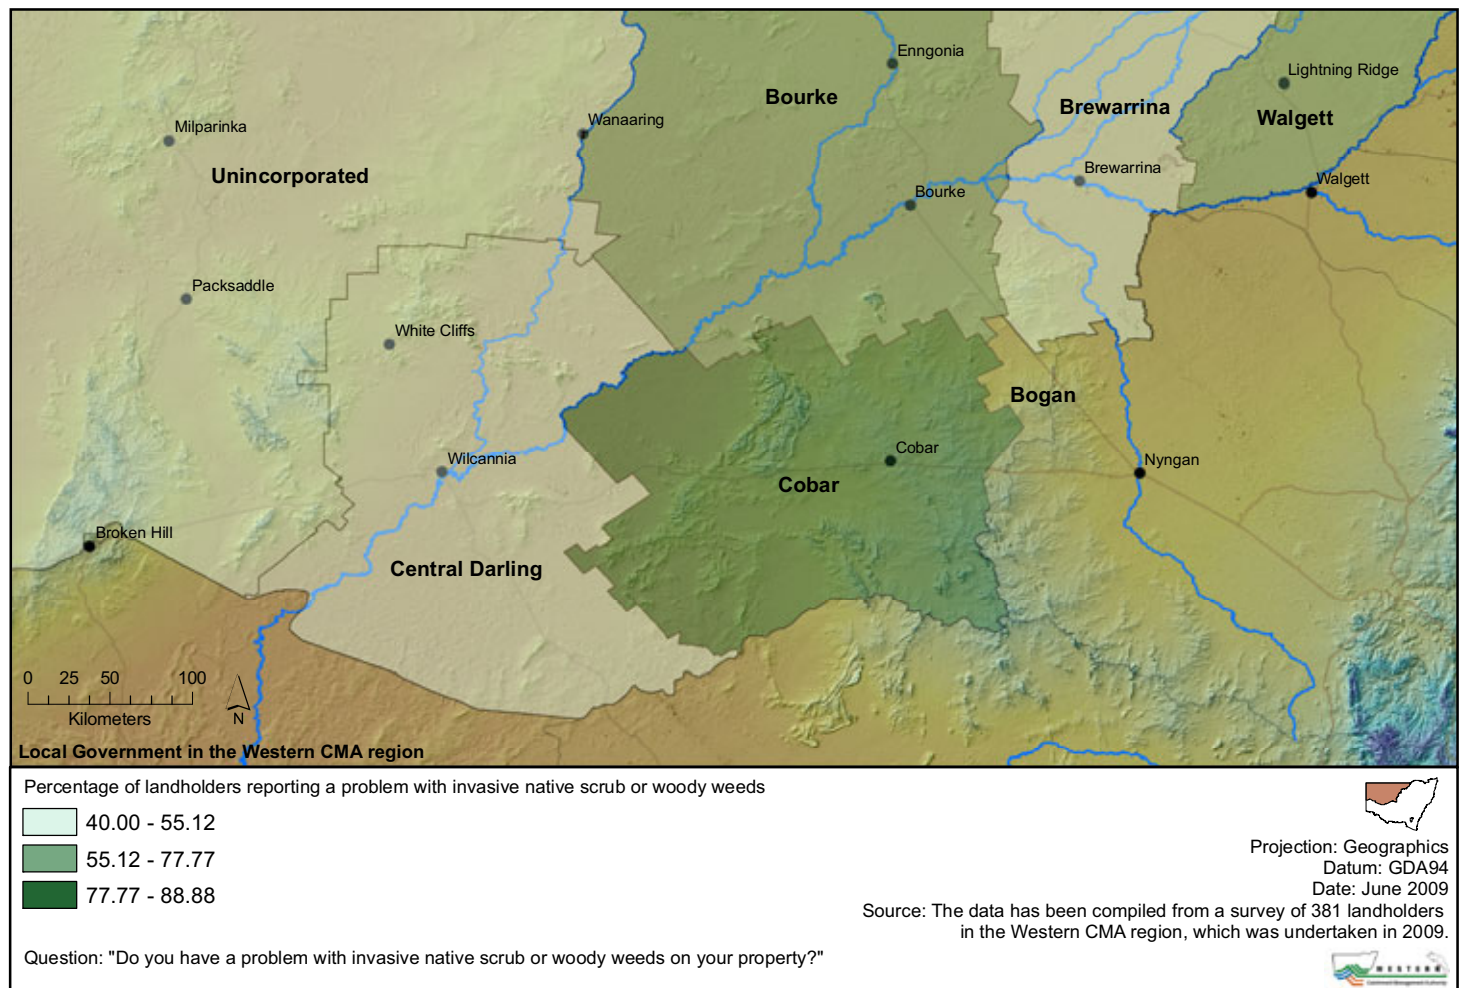 Enngonia
Lightning Ridge
Bourke
Brewarrina
Walgett
Wanaaring
Milparinka
Unincorporated
Brewarrina
Walgett
Bourke
Packsaddle
White Cliffs
Bogan
Cobar
Wilcannia
Nyngan
Cobar
Broken Hill
Central Darling
0 25 50 100
Kilometers
N
Local Government in the Western CMA region
Percentage of landholders reporting a problem with invasive native scrub or woody weeds
40.00 - 55.12
55.12 - 77.77
77.77 - 88.88
Projection: Geographics
Datum: GDA94
Date: June 2009
Source: The data has been compiled from a survey of 381 landholders
in the Western CMA region, which was undertaken in 2009.
Question: "Do you have a problem with invasive native scrub or woody weeds on your property?"
WESTERN
Catchment Management Authority